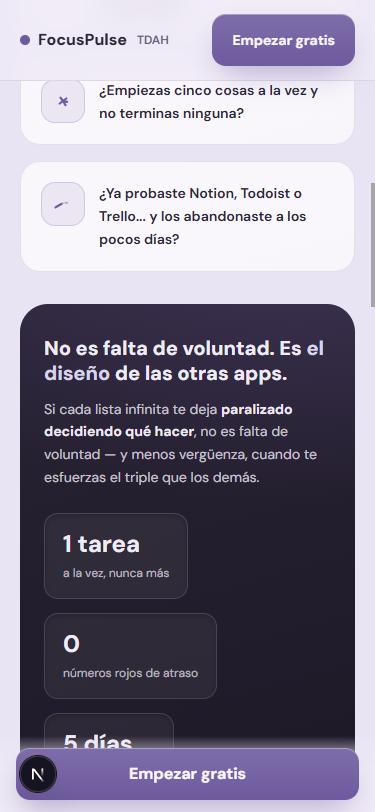 FocusPulse TDAH
Empezar gratis
¿Empiezas cinco cosas a la vez y
no terminas ninguna?
¿Ya probaste Notion, Todoist o
Trello... y los abandonaste a los
pocos días?
No es falta de voluntad. Es el
diseño de las otras apps.
Si cada lista infinita te deja paralizado
decidiendo qué hacer, no es falta de
voluntad — y menos vergüenza, cuando te
esfuerzas el triple que los demás.
1 tarea
a la vez, nunca más
0
números rojos de atraso
5 días
N
Empezar gratis